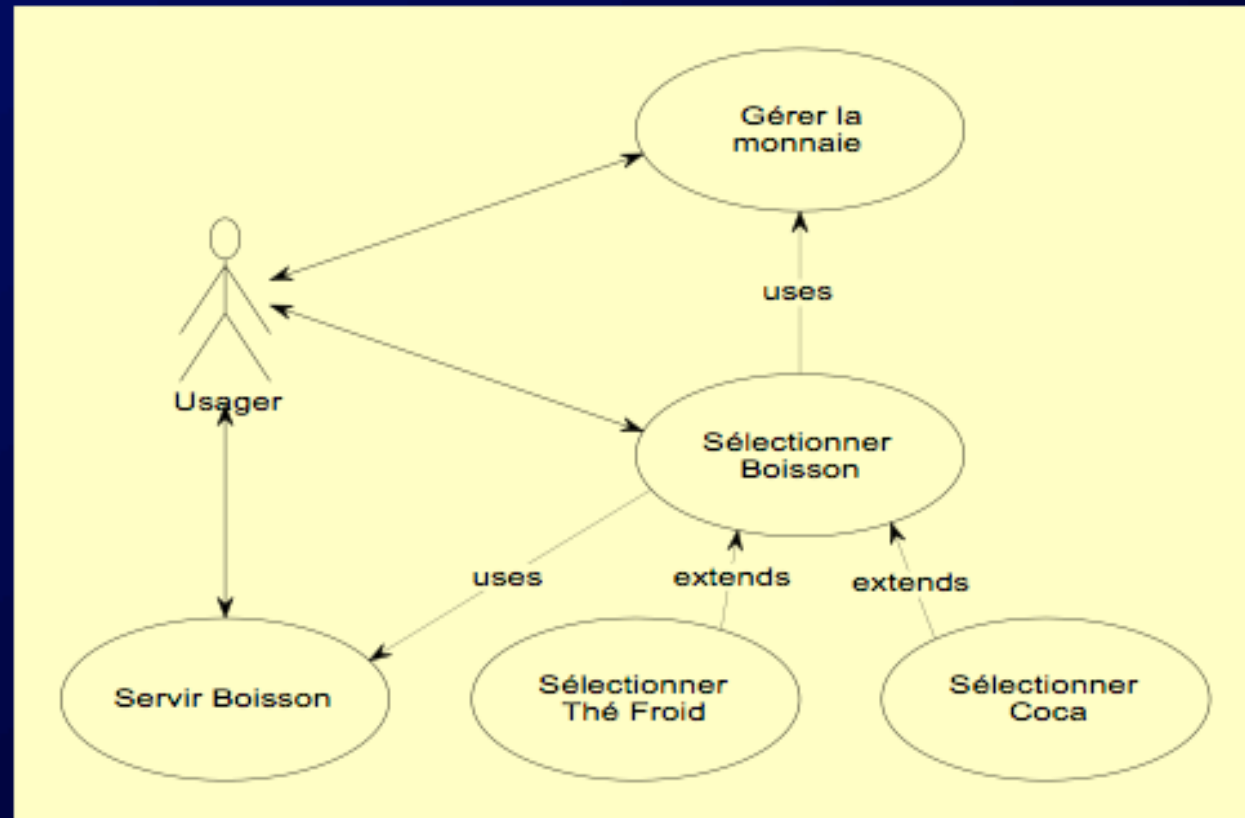 Gérer la
monnaie
uses
Usager
Sélectionner
Boisson
uses
extends
extends
Servir Boisson
Sélectionner
Thé Froid
Sélectionner
Coca